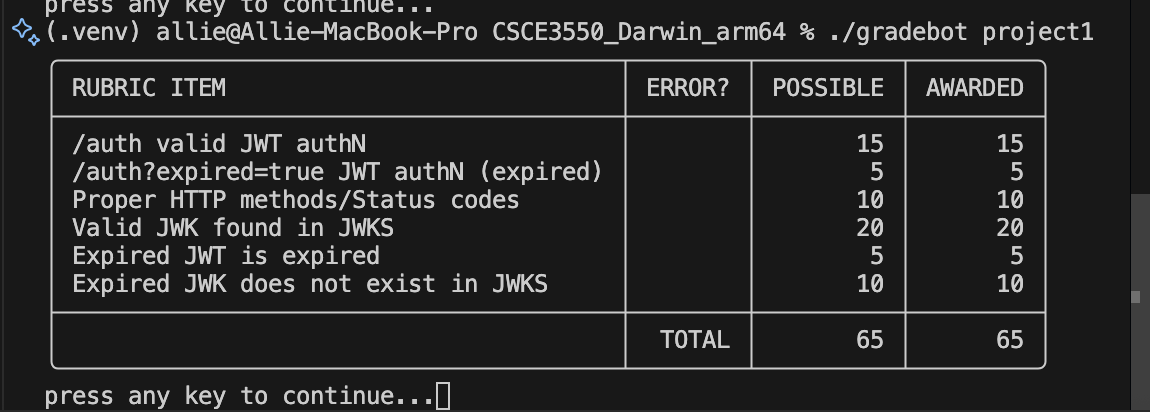 press any key to continue...
(.venv) allie@Allie-MacBook-Pro CSCE3550_Darwin_arm64 % ./gradebot project1
RUBRIC ITEM ERROR? POSSIBLE AWARDED
/auth valid JWT authN 15 15
/auth?expired=true JWT authN (expired) 5 5
Proper HTTP methods/Status codes 10 10
Valid JWK found in JWKS 20 20
Expired JWT is expired 5 5
Expired JWK does not exist in JWKS 10 10
TOTAL 65 65
press any key to continue...